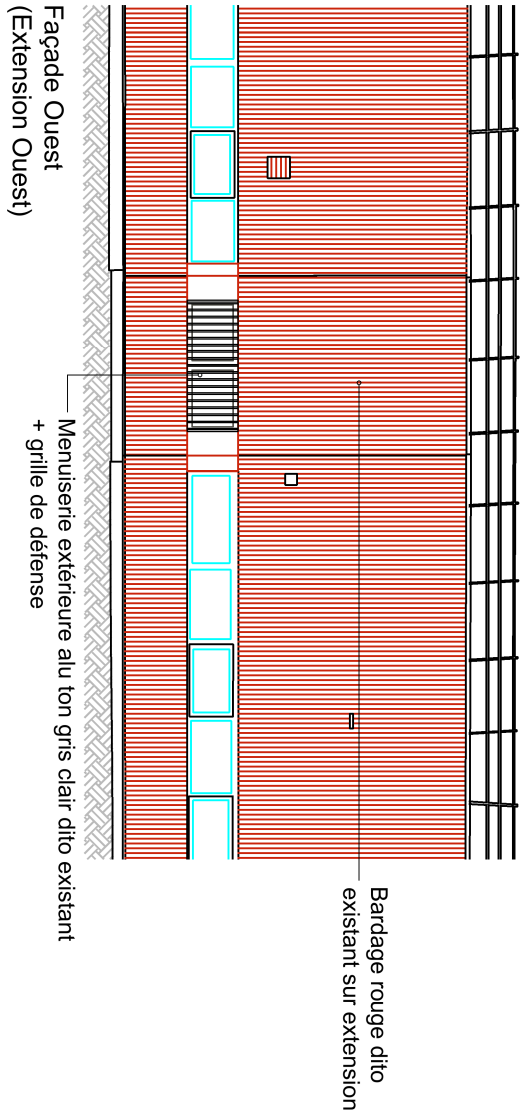 Bardage rouge dito
existant sur extension
Menuiserie extérieure alu ton gris clair dito existant
+ grille de défense
Façade Ouest
(Extension Ouest)